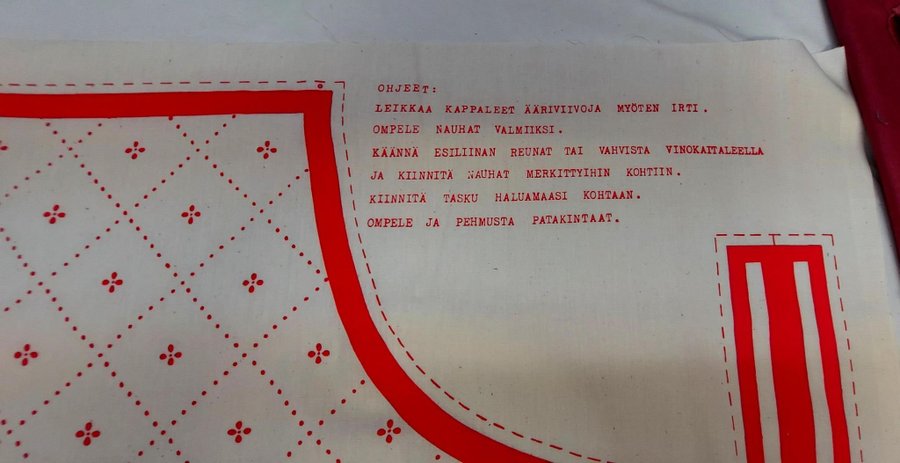 OHJEET:
LEIKKAA KAPPALEET ÄÄRIVIIVOJA MYÖTEN IRTI.
OMPELE NAUHAT VALMIIKSI.
KÄÄNNÄ ESILIINAN REUNAT TAI VAHVISTA VINOKAITALEELLA
JA KIINNITÄ NAUHAT MERKITTYIHIN KOHTIIN.
KIINNITÄ TASKU HALUAMAASI KOHTAAN.
OMPELE JA PEHMUSTA PATAKINTAAT.